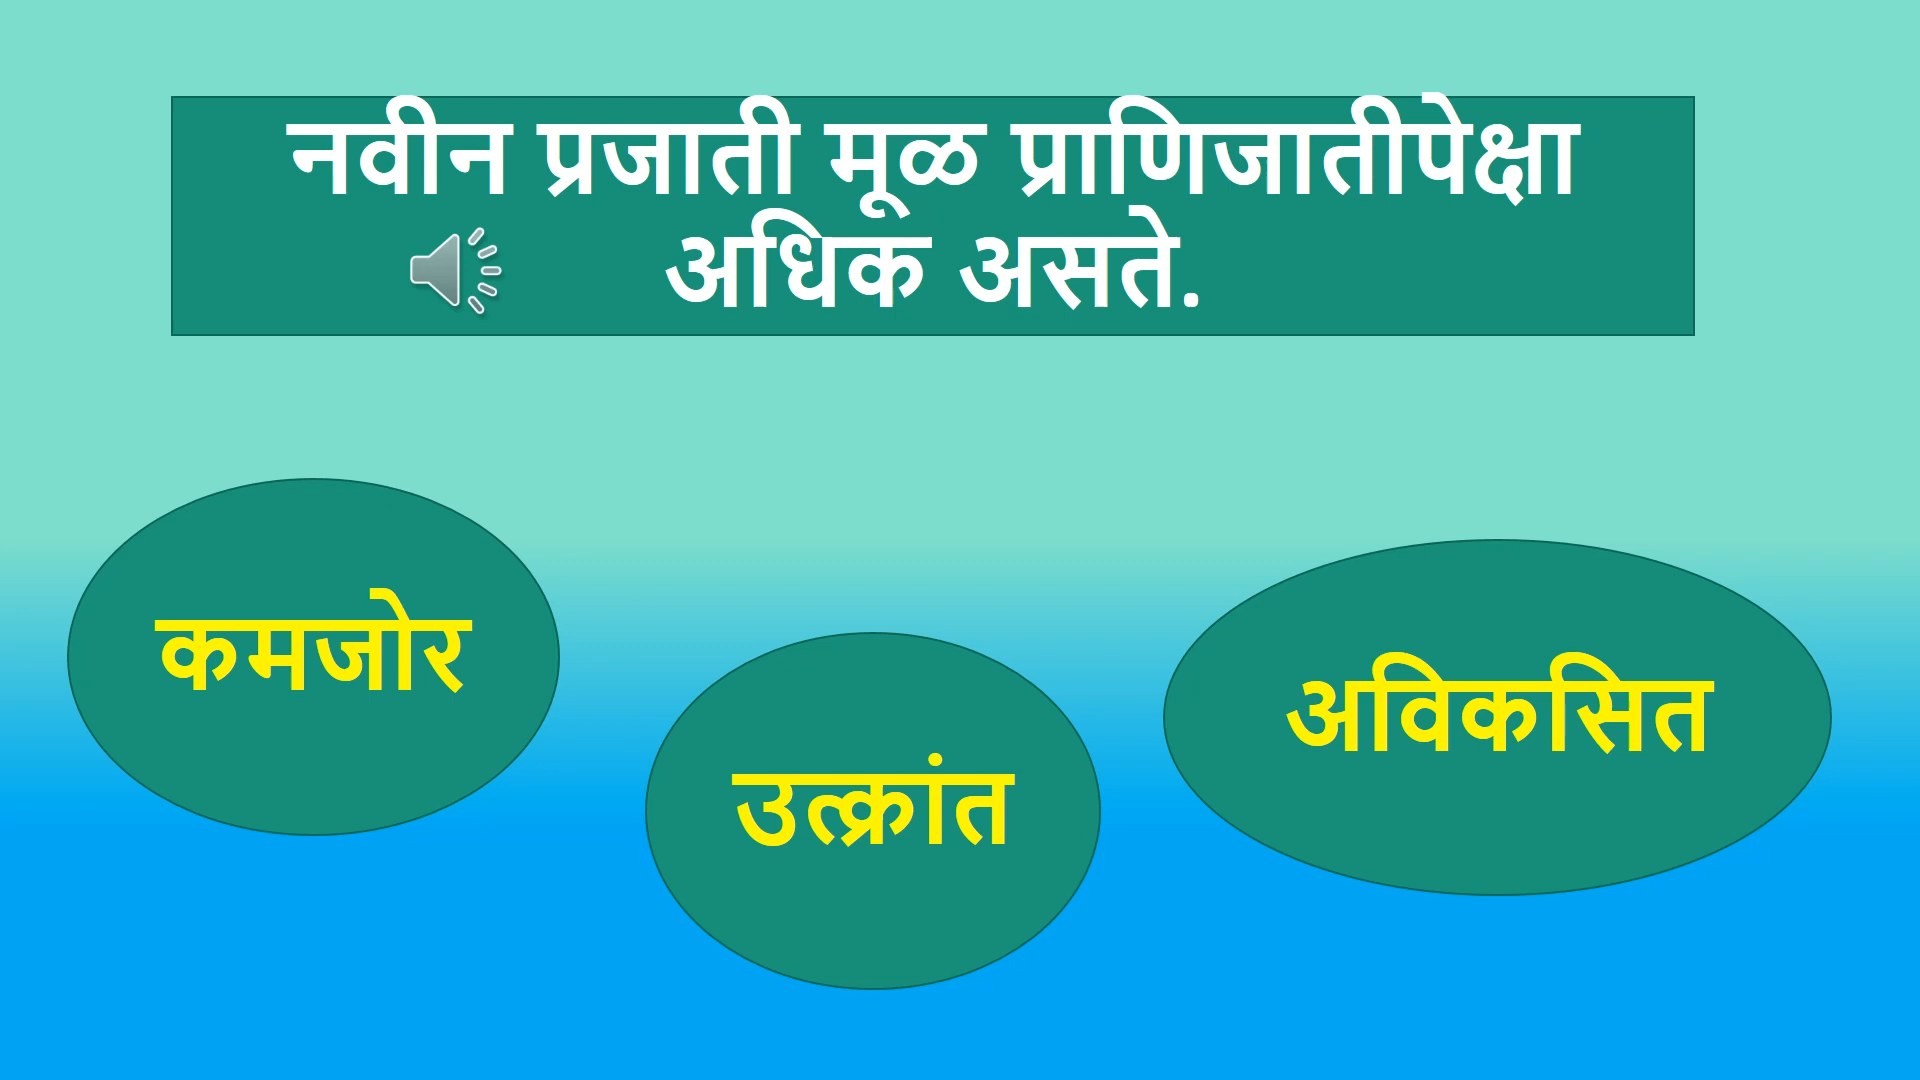 नवीन प्रजाती मूळ प्राणिजातीपेक्षा
अधिक असते.
कमजोर
उत्क्रांत
अविकसित